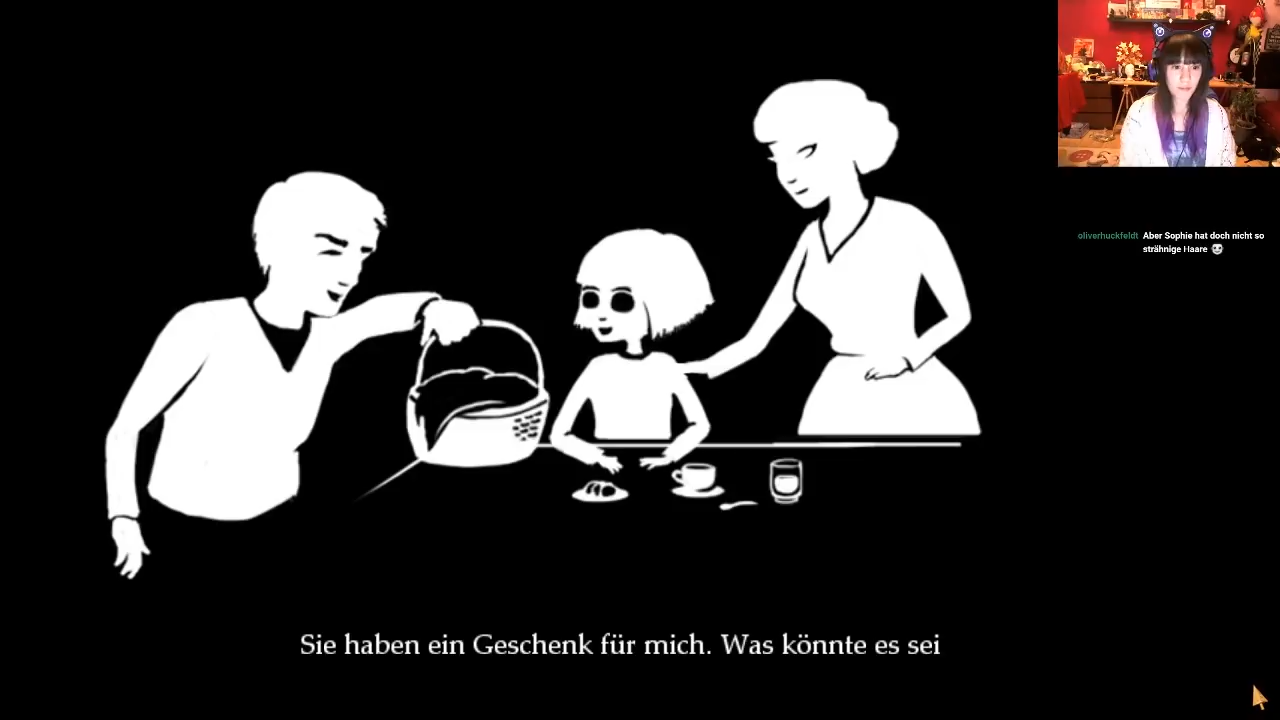 oliverhuckfeldt Aber Sophie hat doch nicht so
strähnige Haare
Sie haben ein Geschenk für mich. Was könnte es sei